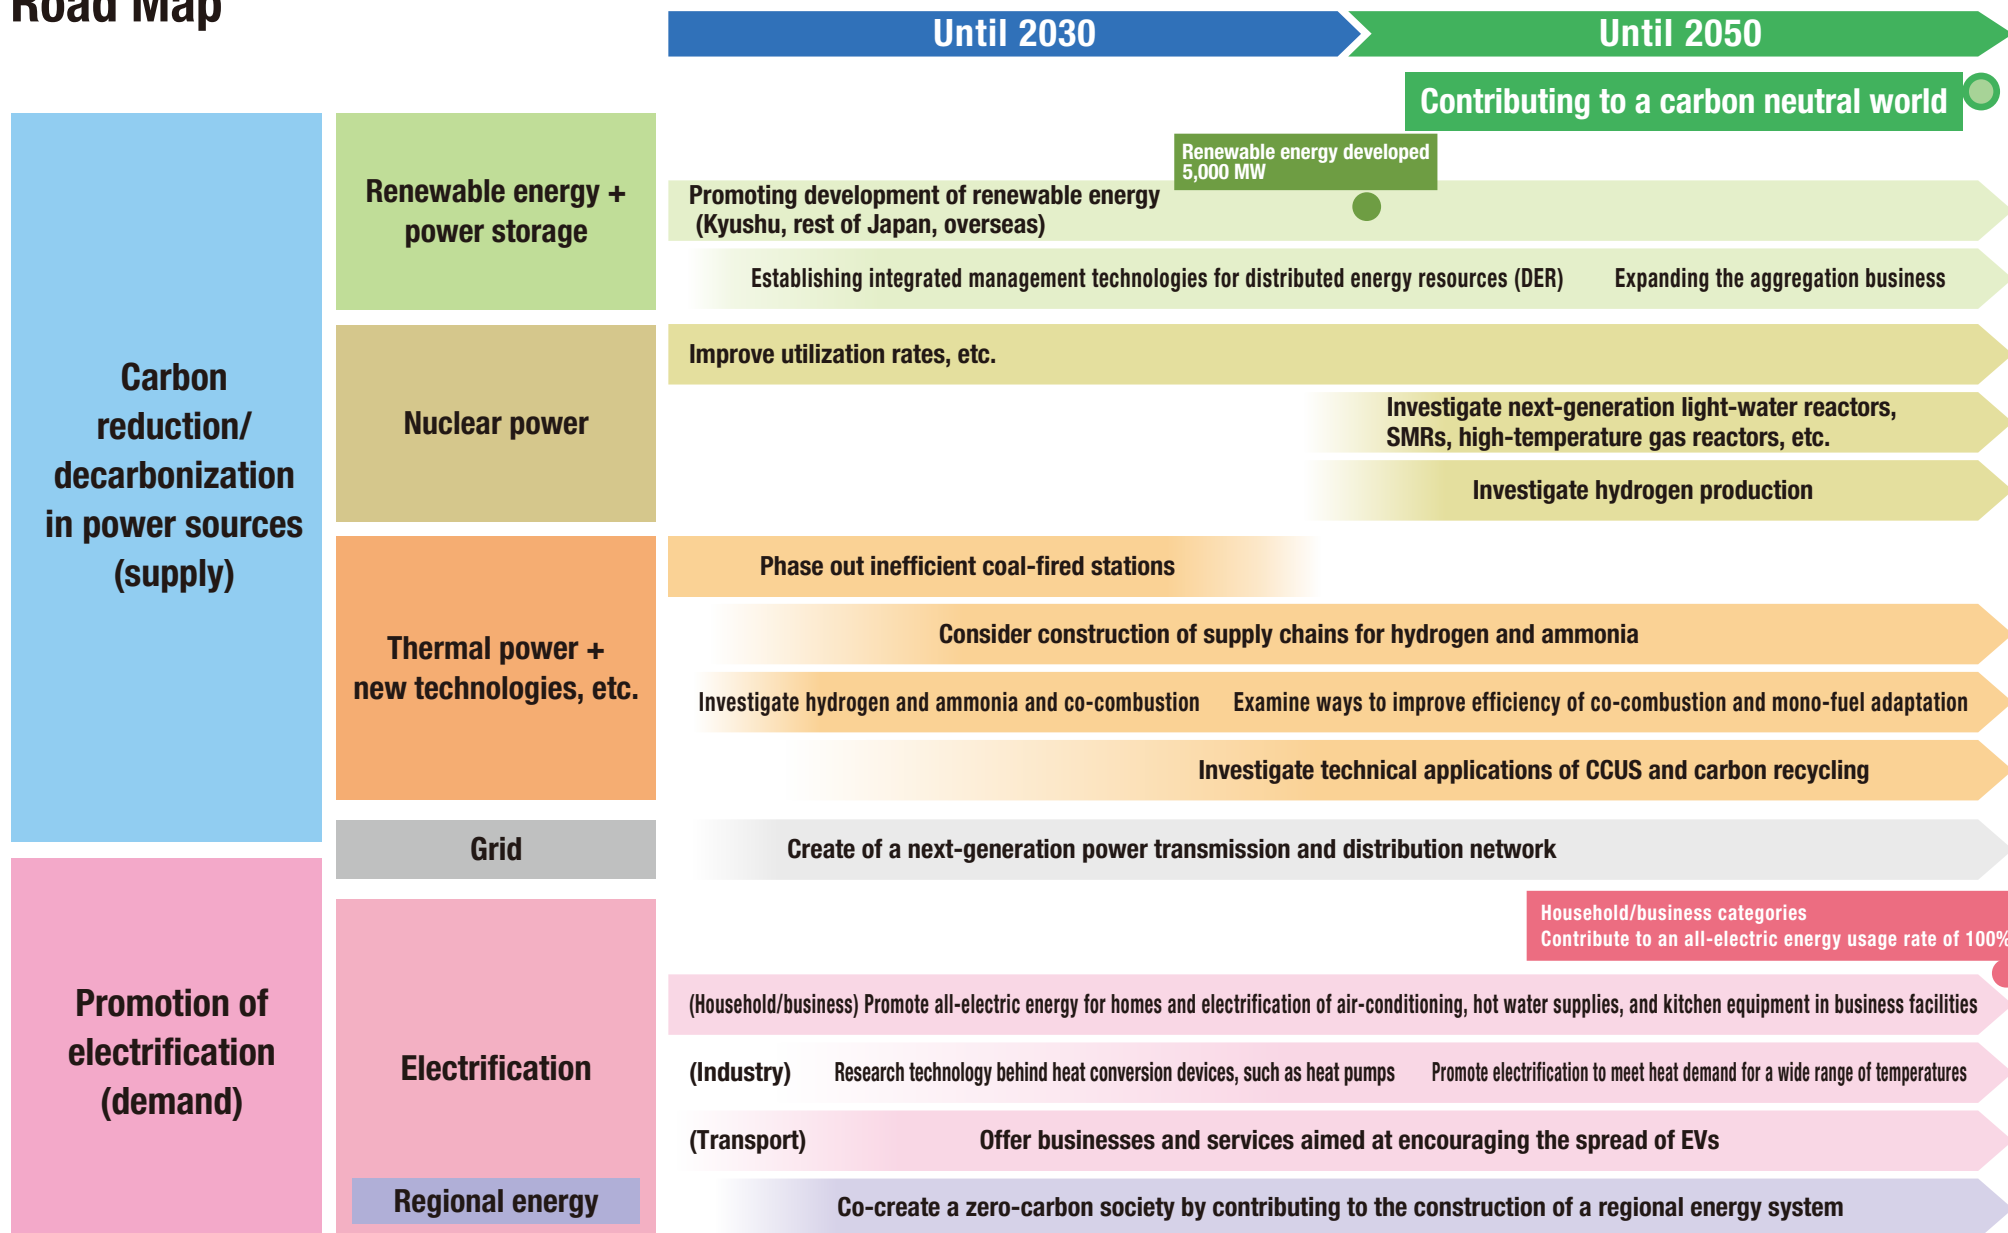 Road Map
Until 2030
Until 2050
Contributing to a carbon neutral world
Carbon
reduction/
decarbonization
in power sources
(supply)
Renewable energy +
power storage
Renewable energy developed
5,000 MW
Promoting development of renewable energy
(Kyushu, rest of Japan, overseas)
Establishing integrated management technologies for distributed energy resources (DER)
Expanding the aggregation business
Nuclear power
Improve utilization rates, etc.
Investigate next-generation light-water reactors,
SMRs, high-temperature gas reactors, etc.
Investigate hydrogen production
Thermal power +
new technologies, etc.
Phase out inefficient coal-fired stations
Consider construction of supply chains for hydrogen and ammonia
Investigate hydrogen and ammonia and co-combustion
Examine ways to improve efficiency of co-combustion and mono-fuel adaptation
Investigate technical applications of CCUS and carbon recycling
Grid
Create of a next-generation power transmission and distribution network
Promotion of
electrification
(demand)
Electrification
Household/business categories
Contribute to an all-electric energy usage rate of 100%
(Household/business) Promote all-electric energy for homes and electrification of air-conditioning, hot water supplies, and kitchen equipment in business facilities
(Industry)
Research technology behind heat conversion devices, such as heat pumps
Promote electrification to meet heat demand for a wide range of temperatures
(Transport)
Offer businesses and services aimed at encouraging the spread of EVs
Regional energy
Co-create a zero-carbon society by contributing to the construction of a regional energy system